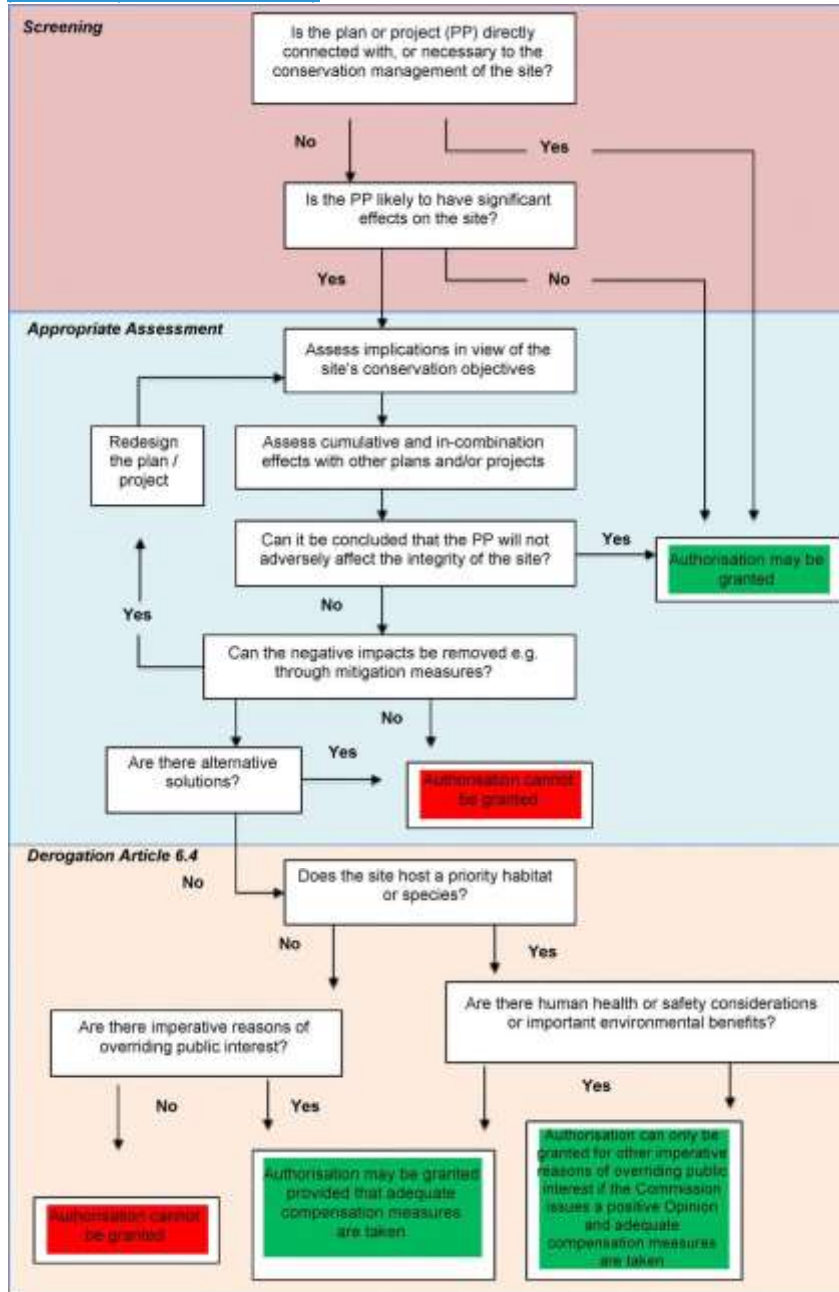 Screening
Is the plan or project (PP) directly
connected with, or necessary to the
conservation management of the site?
No
Yes
Is the PP likely to have significant
effects on the site?
Yes
No
Appropriate Assessment
Assess implications in view of the
site's conservation objectives
Redesign
the plan /
project
Assess cumulative and in-combination
effects with other plans and/or projects
Can it be concluded that the PP will not
adversely affect the integrity of the site?
Yes
Authorisation may be
granted
Yes
No
Can the negative impacts be removed e.g.
through mitigation measures?
No
Are there alternative
solutions?
Yes
Authorisation cannot
be granted
Derogation Article 6.4
No
Does the site host a priority habitat
or species?
No
Yes
Are there imperative reasons of
overriding public interest?
Are there human health or safety considerations
or important environmental benefits?
No
Yes
Yes
Authorisation cannot
be granted
Authorisation may be granted
provided that adequate
compensation measures
are taken
Authorisation can only be
granted for other imperative
reasons of overriding public
interest if the Commission
issues a positive Opinion
and adequate
compensation measures
are taken